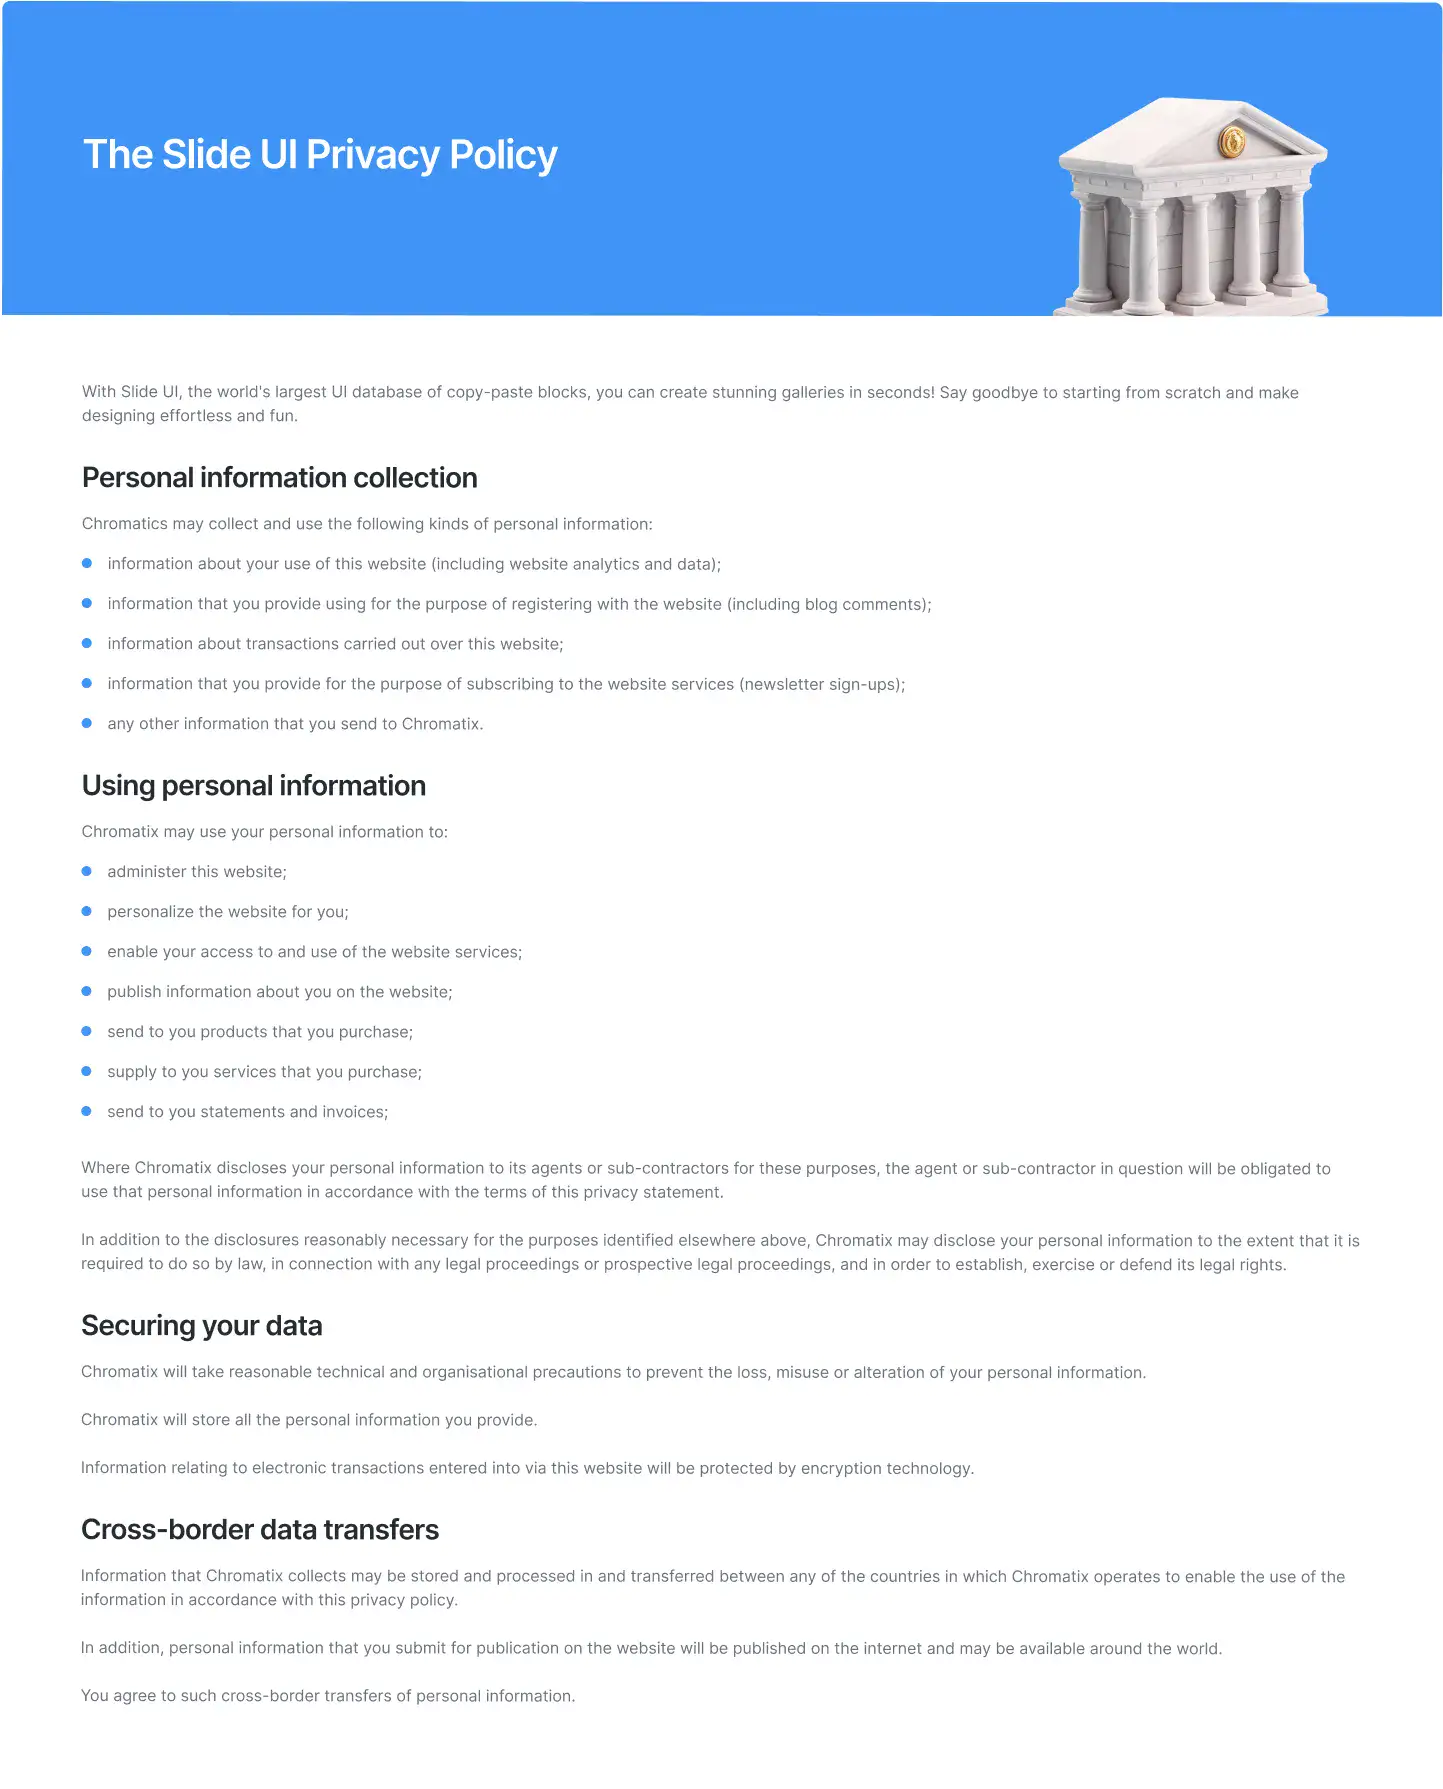 The Slide UI Privacy Policy
With Slide UI, the world's largest UI database of copy-paste blocks, you can create stunning galleries in seconds! Say goodbye to starting from scratch and make
designing effortless and fun.
Personal information collection
Chromatics may collect and use the following kinds of personal information:
information about your use of this website (including website analytics and data);
information that you provide using for the purpose of registering with the website (including blog comments);
information about transactions carried out over this website;
information that you provide for the purpose of subscribing to the website services (newsletter sign-ups);
any other information that you send to Chromatix.
Using personal information
Chromatix may use your personal information to:
administer this website;
personalize the website for you;
enable your access to and use of the website services;
publish information about you on the website;
send to you products that you purchase;
supply to you services that you purchase;
send to you statements and invoices;
Where Chromatix discloses your personal information to its agents or sub-contractors for these purposes, the agent or sub-contractor in question will be obligated to
use that personal information in accordance with the terms of this privacy statement.
In addition to the disclosures reasonably necessary for the purposes identified elsewhere above, Chromatix may disclose your personal information to the extent that it is
required to do so by law, in connection with any legal proceedings or prospective legal proceedings, and in order to establish, exercise or defend its legal rights.
Securing your data
Chromatix will take reasonable technical and organisational precautions to prevent the loss, misuse or alteration of your personal information.
Chromatix will store all the personal information you provide.
Information relating to electronic transactions entered into via this website will be protected by encryption technology.
Cross-border data transfers
Information that Chromatix collects may be stored and processed in and transferred between any of the countries in which Chromatix operates to enable the use of the
information in accordance with this privacy policy.
In addition, personal information that you submit for publication on the website will be published on the internet and may be available around the world.
You agree to such cross-border transfers of personal information.